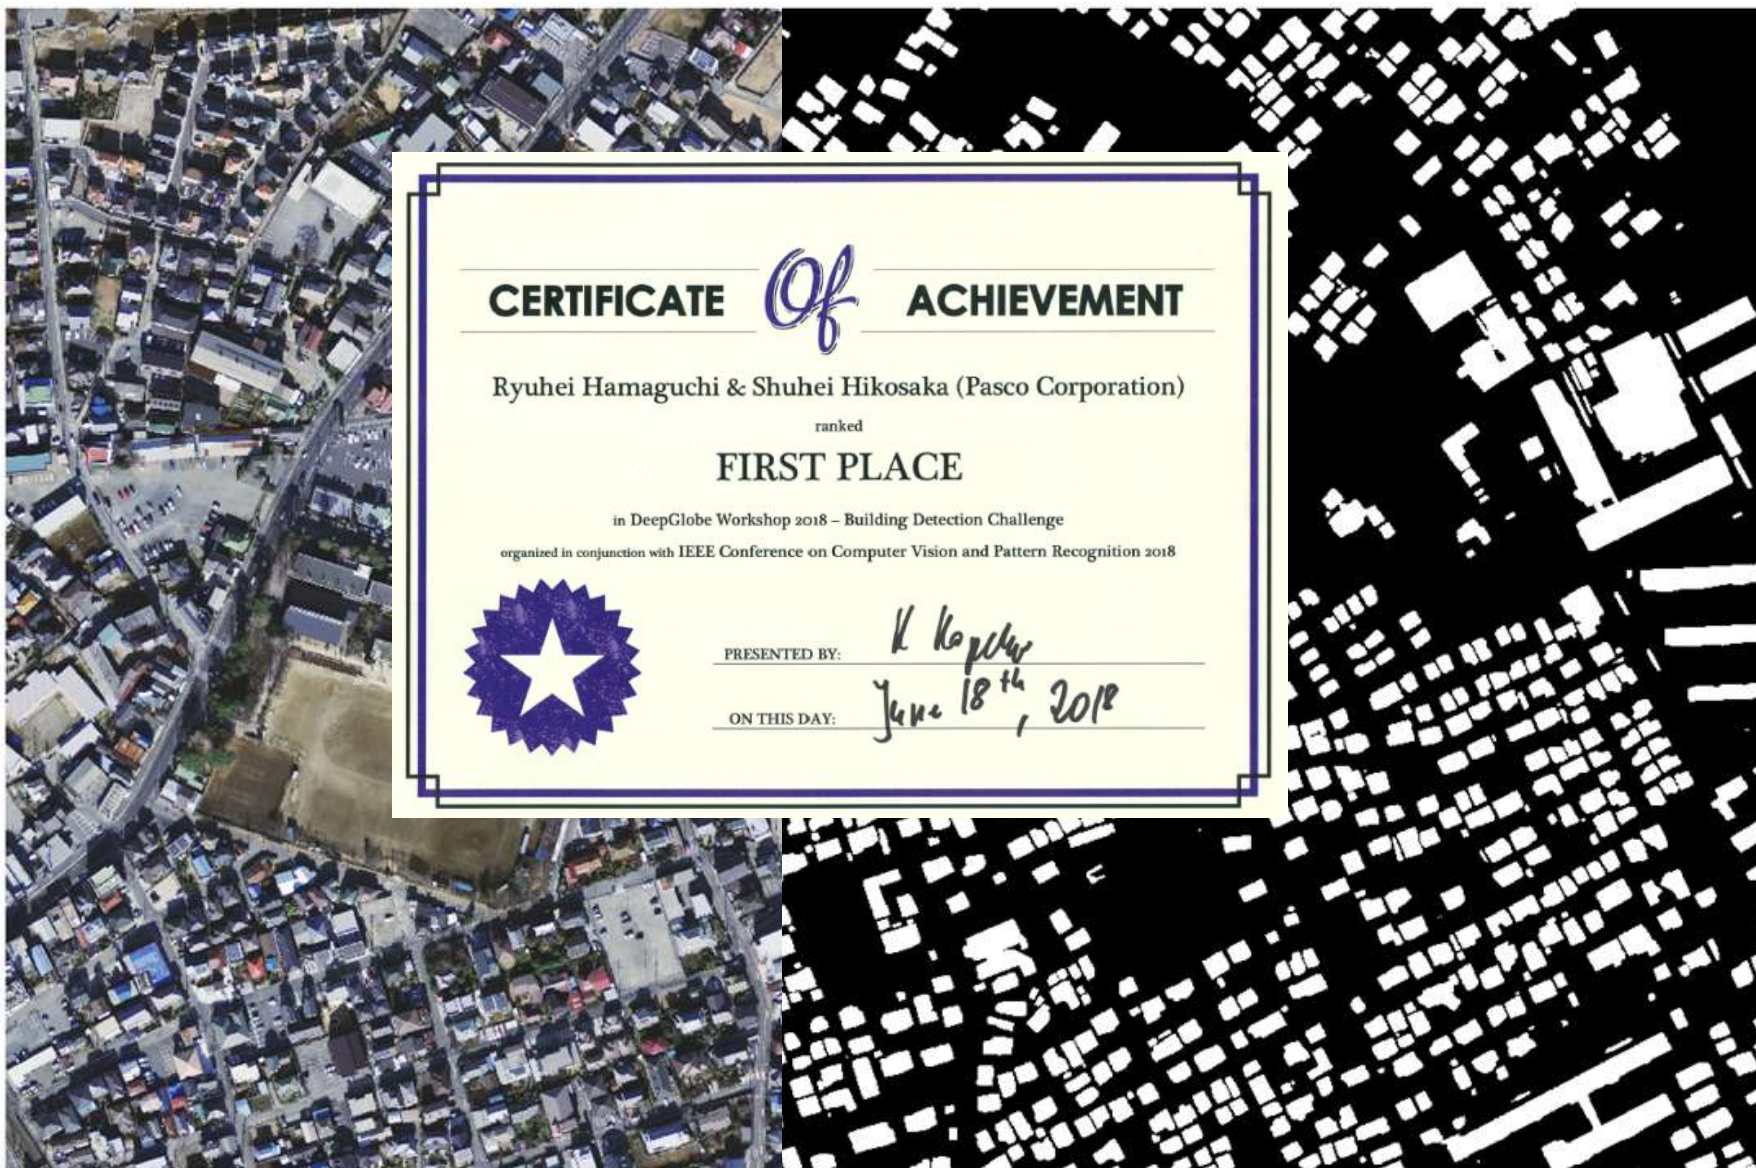 CERTIFICATE Of ACHIEVEMENT
Ryuhei Hamaguchi & Shuhei Hikosaka (Pasco Corporation)
ranked
FIRST PLACE
in DeepGlobe Workshop 2018 – Building Detection Challenge
organized in conjunction with IEEE Conference on Computer Vision and Pattern Recognition 2018
PRESENTED BY: K
ON THIS DAY: June 18th, 2018